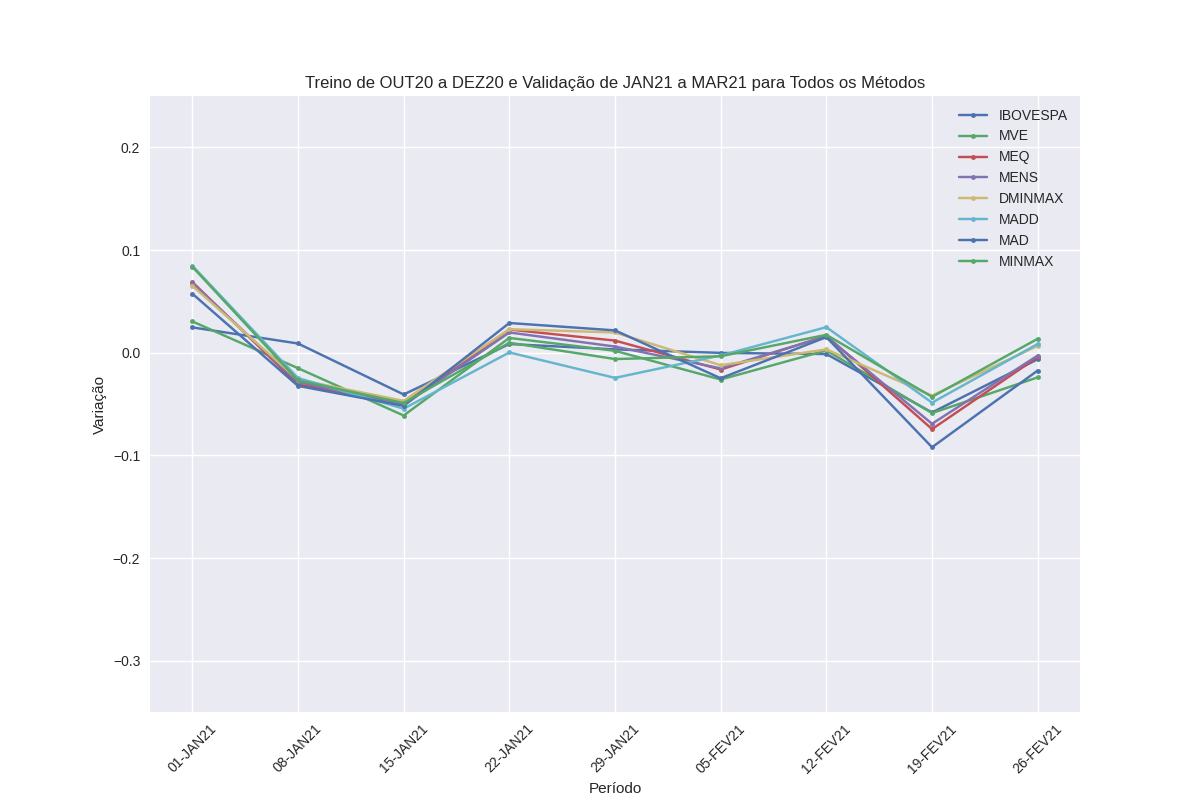 Treino de OUT20 a DEZ20 e Validação de JAN21 a MAR21 para Todos os Métodos
IBOVESPA
MVE
MEQ
MENS
DMINMAX
MADD
MAD
MINMAX
0.2
0.1
0.0
−0.1
−0.2
−0.3
Variação
01-JAN21
08-JAN21
15-JAN21
22-JAN21
29-JAN21
05-FEV21
12-FEV21
19-FEV21
26-FEV21
Período